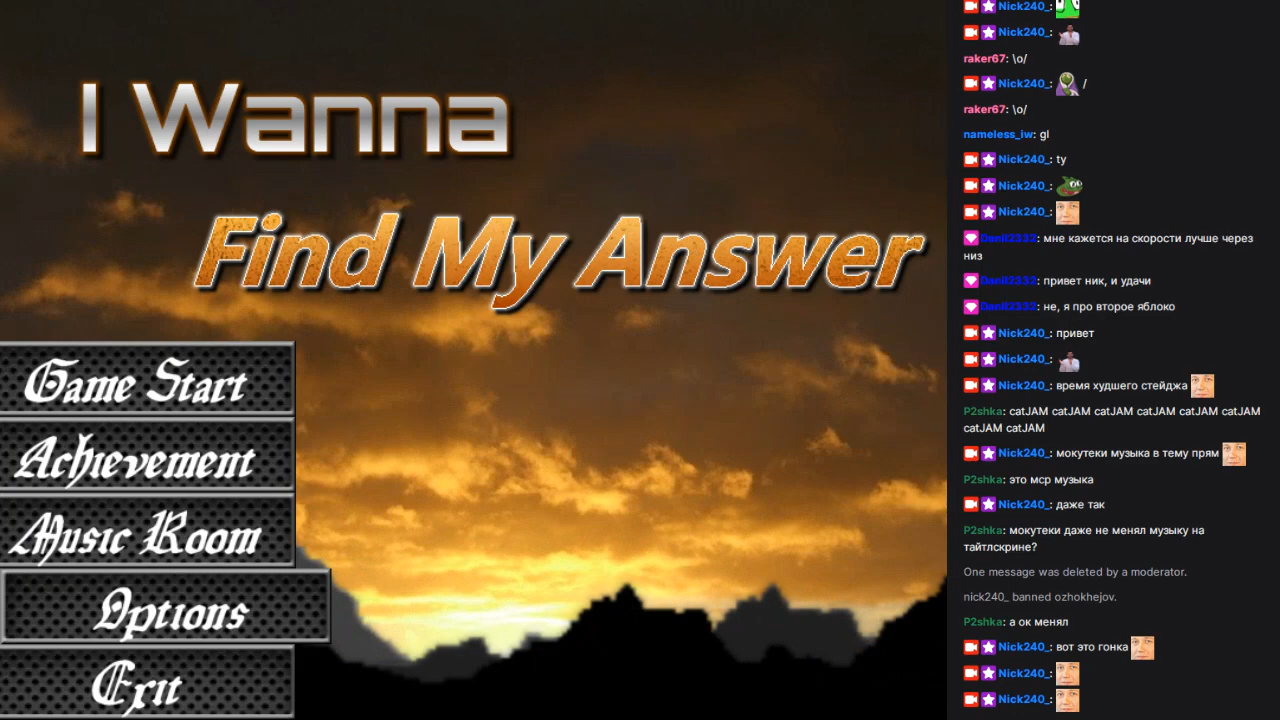 I Wanna
Find My Answer
Game Start
Achievement
Music Room
Options
Exit
Nick240_:
Nick240_:
raker67: \o/
Nick240_: /
raker67: \o/
nameless_iw: gl
Nick240_: ty
Nick240_:
Nick240_:
Danil2332: мне кажется на скорости лучше через
низ
Danil2332: привет ник, и удачи
Danil2332: не, я про второе яблоко
Nick240_: привет
Nick240_:
Nick240_: время худшего стейджа
P2shka: catJAM catJAM catJAM catJAM catJAM catJAM
catJAM catJAM
Nick240_: мокутеки музыка в тему прям
P2shka: это мср музыка
Nick240_: даже так
P2shka: мокутеки даже не менял музыку на
тайтлскрине?
One message was deleted by a moderator.
nick240_ banned ozhokhejov.
P2shka: а ок менял
Nick240_: вот это гонка
Nick240_:
Nick240_: